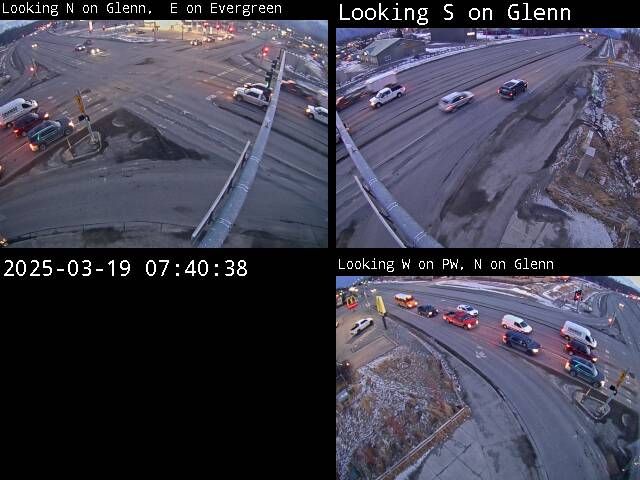 Looking N on Glenn,  E on Evergreen
Looking S on Glenn
2025-03-19 07:40:38
Looking W on PW, N on Glenn